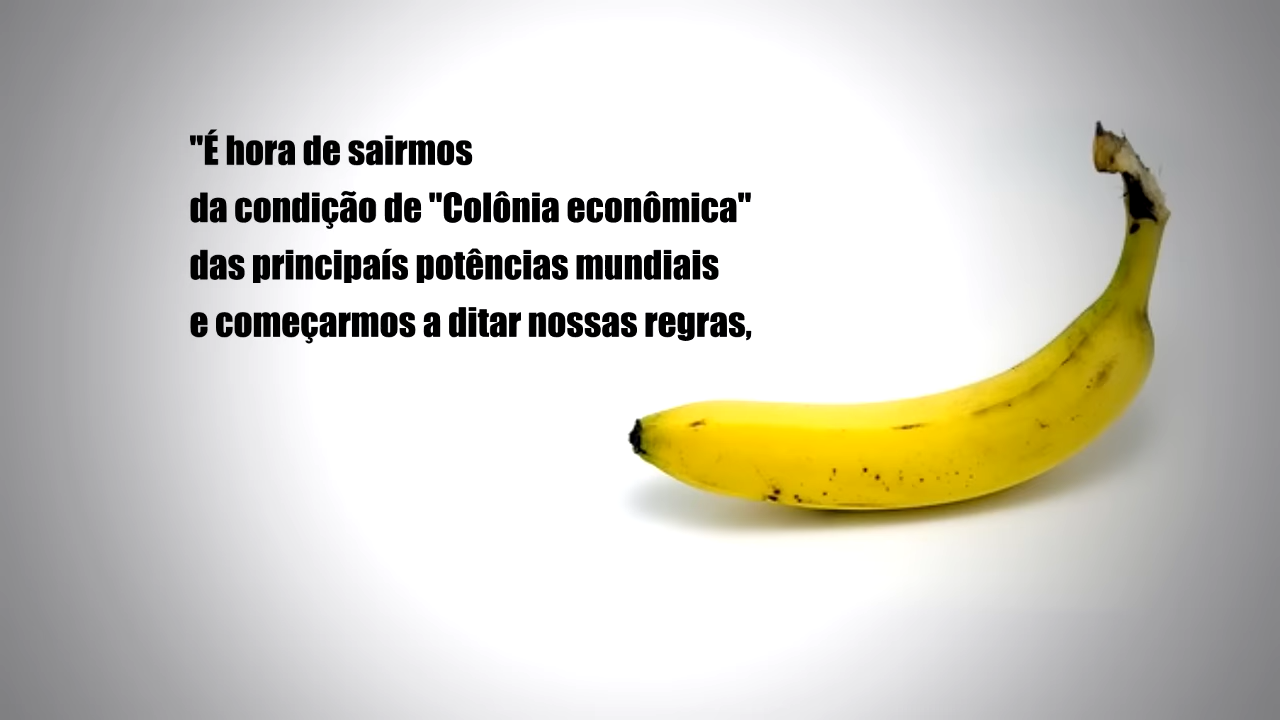 "É hora de sairmos
da condição de "Colônia econômica"
das principaís potências mundiais
e começarmos a ditar nossas regras,